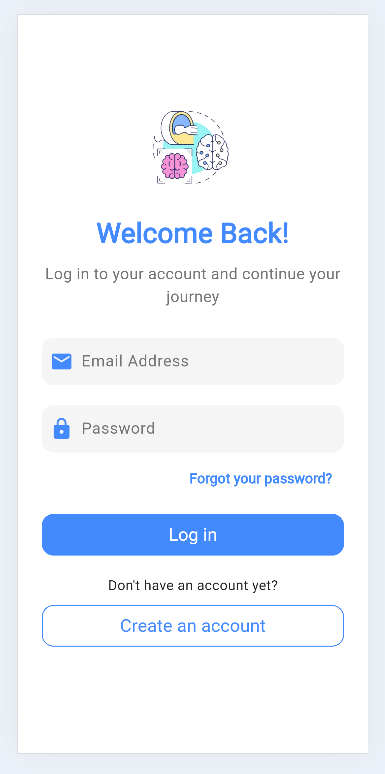 Welcome Back!
Log in to your account and continue your
journey
Email Address
Password
Forgot your password?
Log in
Don't have an account yet?
Create an account